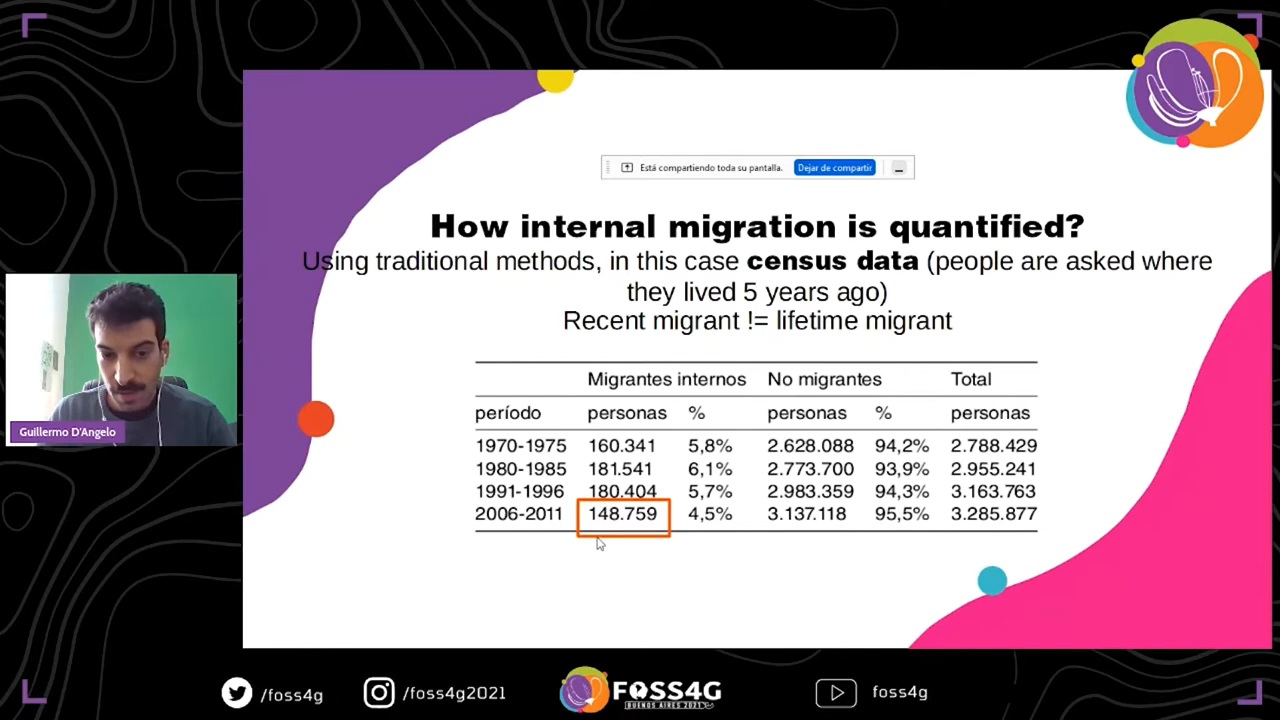 Está compartiendo toda su pantalla.
Dejar de compartir
How internal migration is quantified?
Using traditional methods, in this case census data (people are asked where
they lived 5 years ago)
Recent migrant != lifetime migrant
Migrantes internos No migrantes Total
período personas % personas % personas
1970-1975 160.341 5,8% 2.628.088 94,2% 2.788.429
1980-1985 181.541 6,1% 2.773.700 93,9% 2.955.241
1991-1996 180.404 5,7% 2.983.359 94,3% 3.163.763
2006-2011 148.759 4,5% 3.137.118 95,5% 3.285.877
Guillermo D'Angelo
/foss4g
/foss4g2021
FOSS4G
BUENOS AIRES 2021
foss4g